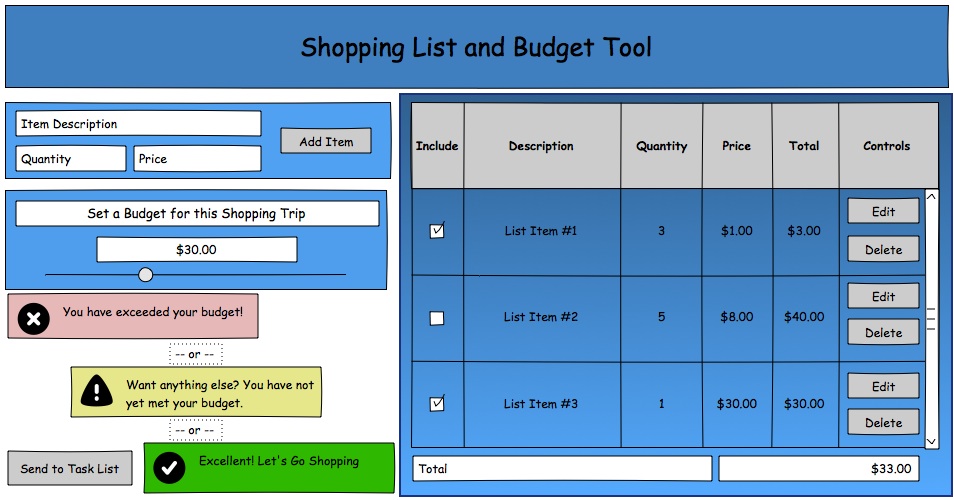 Shopping List and Budget Tool
Item Description
Quantity Price
Add Item
Set a Budget for this Shopping Trip
$30.00
You have exceeded your budget!
-- or --
Want anything else? You have not
yet met your budget.
-- or --
Send to Task List
Excellent! Let's Go Shopping
Include Description Quantity Price Total Controls
List Item #1 3 $1.00 $3.00 Edit
Delete
List Item #2 5 $8.00 $40.00 Edit
Delete
List Item #3 1 $30.00 $30.00 Edit
Delete
Total $33.00